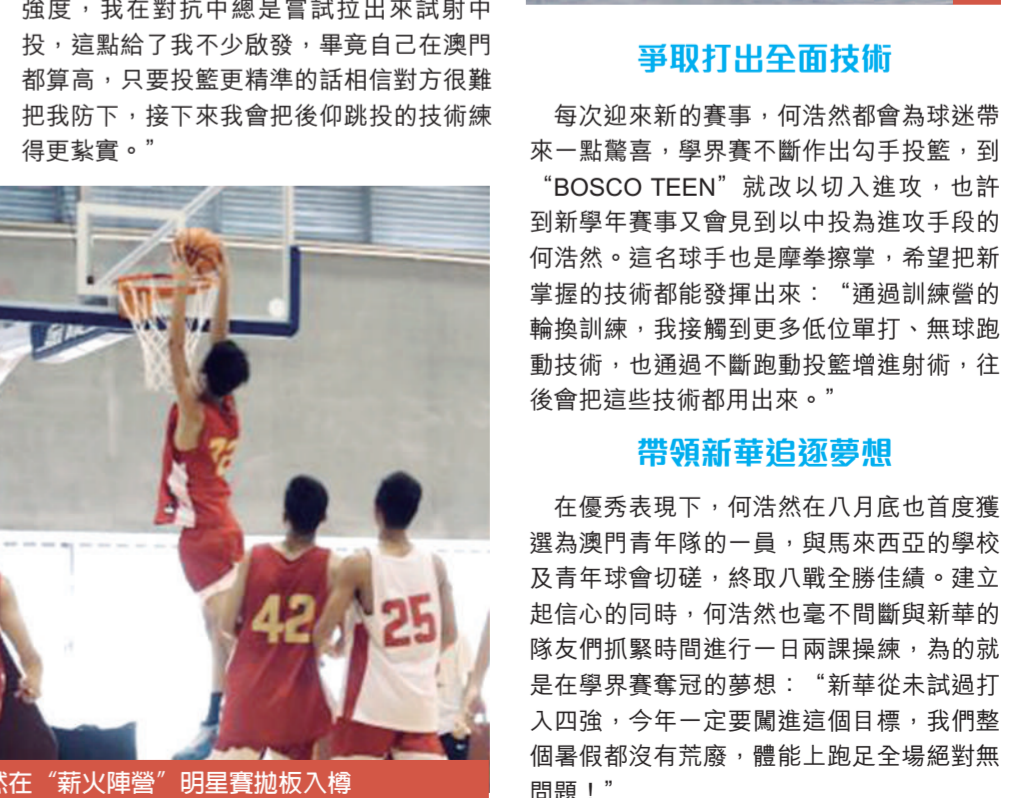 強度，我在對抗中總是嘗試拉出來試射中
投，這點給了我不少啟發，畢竟自己在澳門
都算高，只要投籃更精準的話相信對方很難
把我防下，接下來我會把後仰跳投的技術練
得更紮實。”
42
25
然在“薪火陣營”明星賽拋板入樽
爭取打出全面技術
每次迎來新的賽事，何浩然都會為球迷帶
來一點驚喜，學界賽不斷作出勾手投籃，到
“BOSCO TEEN”就改以切入進攻，也許
到新學年賽事又會見到以中投為進攻手段的
何浩然。這名球手也是摩拳擦掌，希望把新
掌握的技術都能發揮出來：“通過訓練營的
輪換訓練，我接觸到更多低位單打、無球跑
動技術，也通過不斷跑動投籃增進射術，往
後會把這些技術都用出來。”
帶領新華追逐夢想
在優秀表現下，何浩然在八月底也首度獲
選為澳門青年隊的一員，與馬來西亞的學校
及青年球會切磋，終取八戰全勝佳績。建立
起信心的同時，何浩然也毫不間斷與新華的
隊友們抓緊時間進行一日兩課操練，為的就
是在學界賽奪冠的夢想：“新華從未試過打
入四強，今年一定要闖進這個目標，我們整
個暑假都沒有荒廢，體能上跑足全場絕對無
問題！”